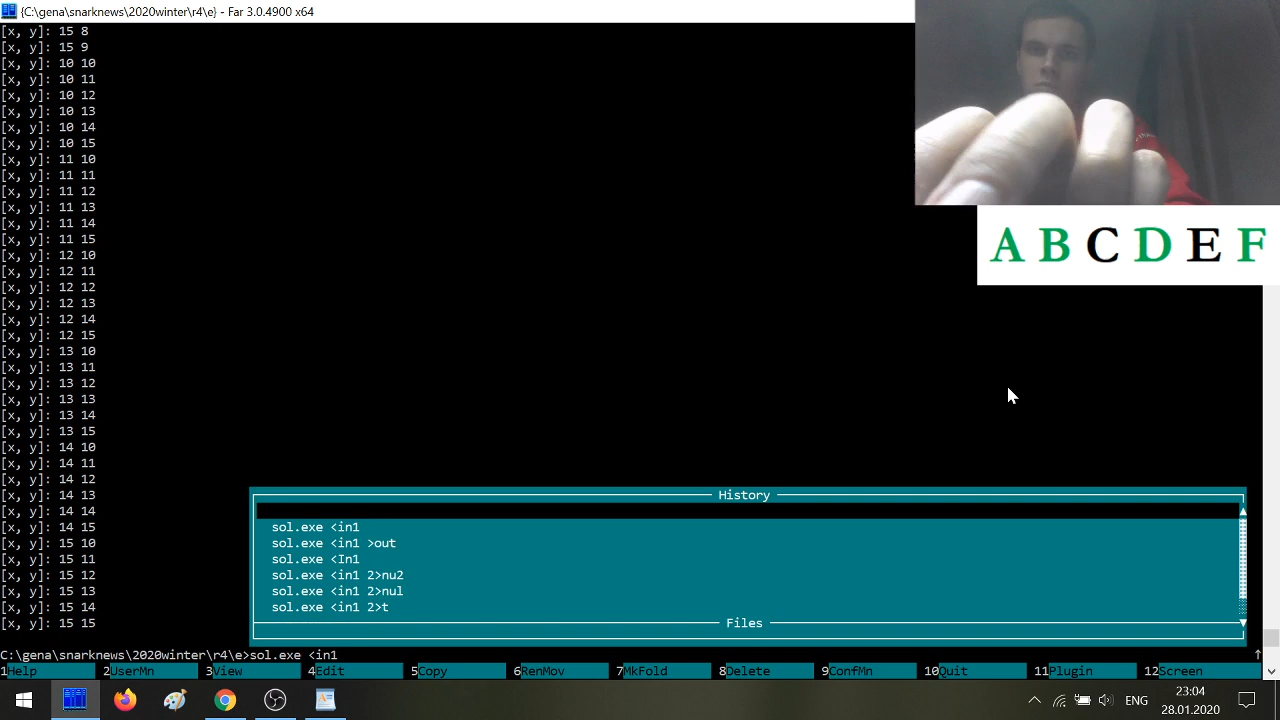 {C:\gena\snarknews\2020winter\r4\e} - Far 3.0.4900 x64
[x, y]: 15 8
[x, y]: 15 9
[x, y]: 10 10
[x, y]: 10 11
[x, y]: 10 12
[x, y]: 10 13
[x, y]: 10 14
[x, y]: 10 15
[x, y]: 11 10
[x, y]: 11 11
[x, y]: 11 12
[x, y]: 11 13
[x, y]: 11 14
[x, y]: 11 15
[x, y]: 12 10
[x, y]: 12 11
[x, y]: 12 12
[x, y]: 12 13
[x, y]: 12 14
[x, y]: 12 15
[x, y]: 13 10
[x, y]: 13 11
[x, y]: 13 12
[x, y]: 13 13
[x, y]: 13 14
[x, y]: 13 15
[x, y]: 14 10
[x, y]: 14 11
[x, y]: 14 12
[x, y]: 14 13
[x, y]: 14 14
[x, y]: 14 15
[x, y]: 15 10
[x, y]: 15 11
[x, y]: 15 12
[x, y]: 15 13
[x, y]: 15 14
[x, y]: 15 15
A B C D E F
History
sol.exe <in1
sol.exe <in1 >out
sol.exe <In1
sol.exe <in1 2>nu2
sol.exe <in1 2>nul
sol.exe <in1 2>t
Files
C:\gena\snarknews\2020winter\r4\e>sol.exe <in1
1Help 2UserMn 3View 4Edit 5Copy 6RenMov 7MkFold 8Delete 9ConfMn 10Quit 11Plugin 12Screen
ENG
23:04
28.01.2020